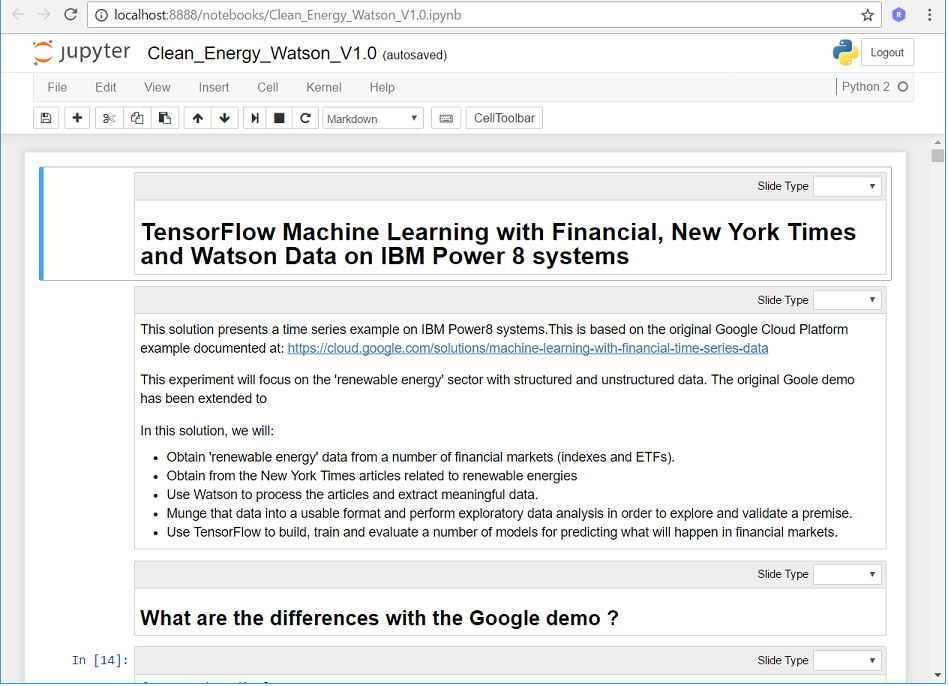 localhost:8888/notebooks/Clean_Energy_Watson_V1.0.ipynb
R
jupyter Clean_Energy_Watson_V1.0 (autosaved)
Logout
File Edit View Insert Cell Kernel Help
Python 2
Markdown
CellToolbar
Slide Type
TensorFlow Machine Learning with Financial, New York Times
and Watson Data on IBM Power 8 systems
Slide Type
This solution presents a time series example on IBM Power8 systems.This is based on the original Google Cloud Platform
example documented at: https://cloud.google.com/solutions/machine-learning-with-financial-time-series-data
This experiment will focus on the 'renewable energy' sector with structured and unstructured data. The original Goole demo
has been extended to
In this solution, we will:
• Obtain 'renewable energy' data from a number of financial markets (indexes and ETFs).
• Obtain from the New York Times articles related to renewable energies
• Use Watson to process the articles and extract meaningful data.
• Munge that data into a usable format and perform exploratory data analysis in order to explore and validate a premise.
• Use TensorFlow to build, train and evaluate a number of models for predicting what will happen in financial markets.
Slide Type
What are the differences with the Google demo ?
In [14]:
Slide Type